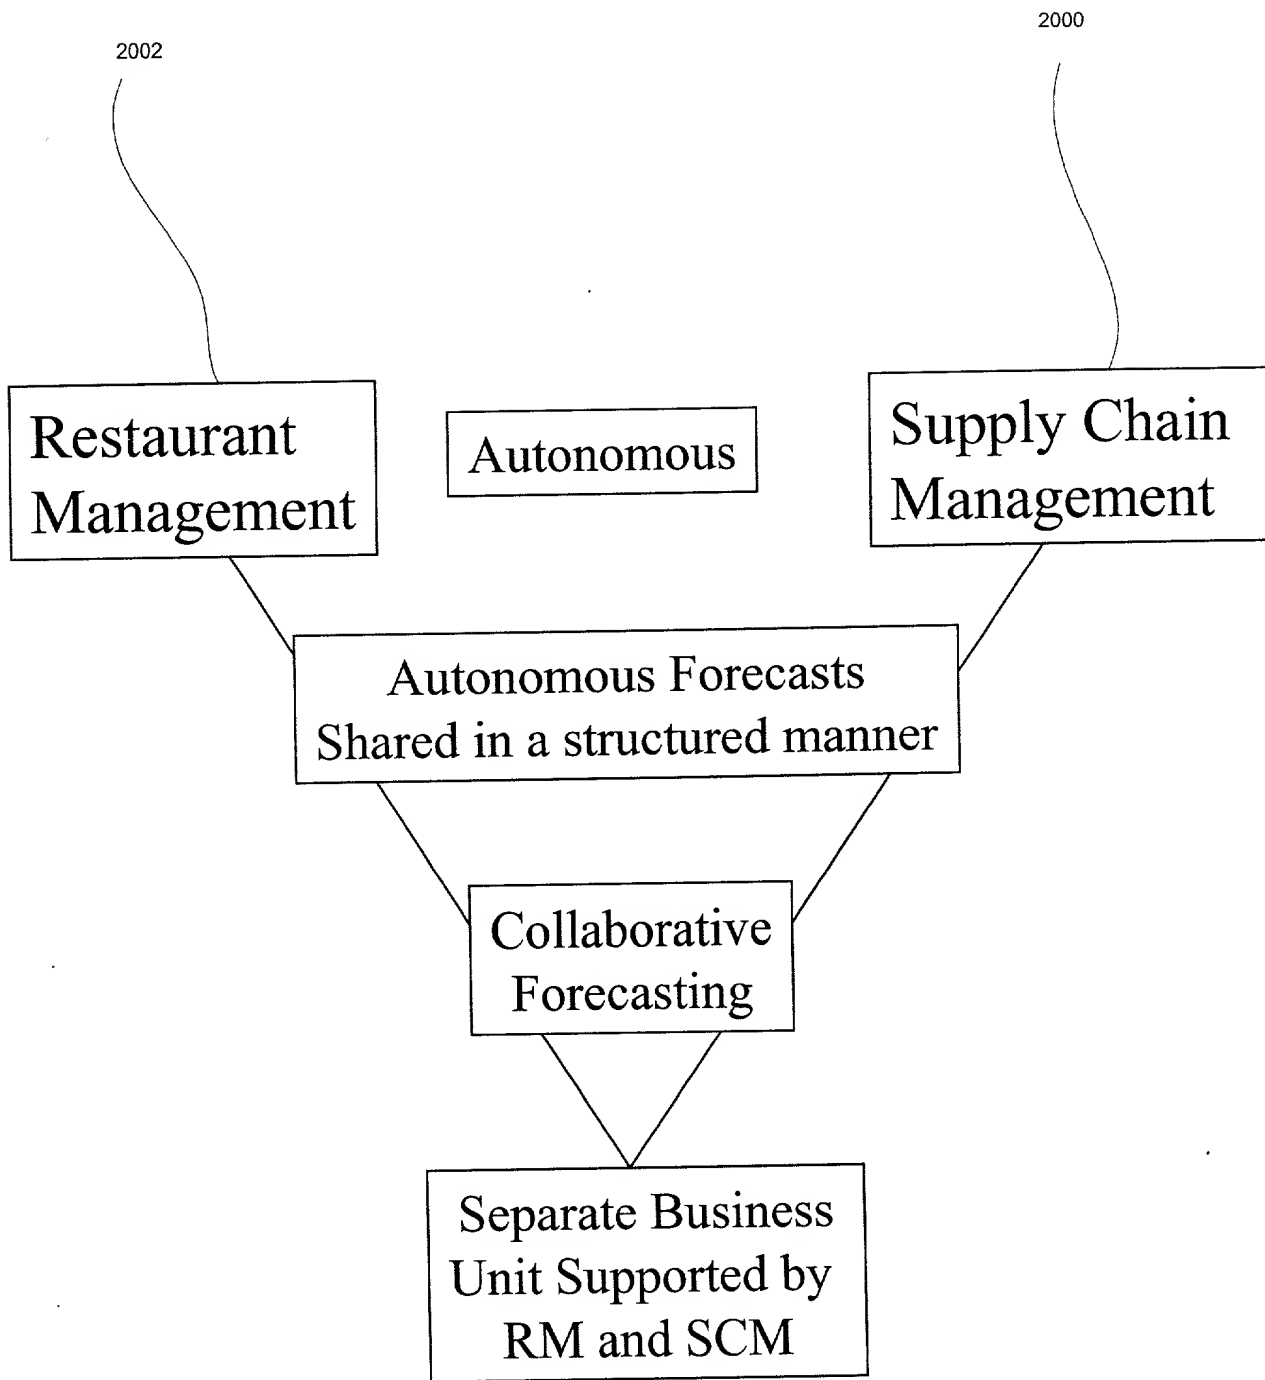 2002
2000
Restaurant
Management
Autonomous
Supply Chain
Management
Autonomous Forecasts
Shared in a structured manner
Collaborative
Forecasting
Separate Business
Unit Supported by
RM and SCM